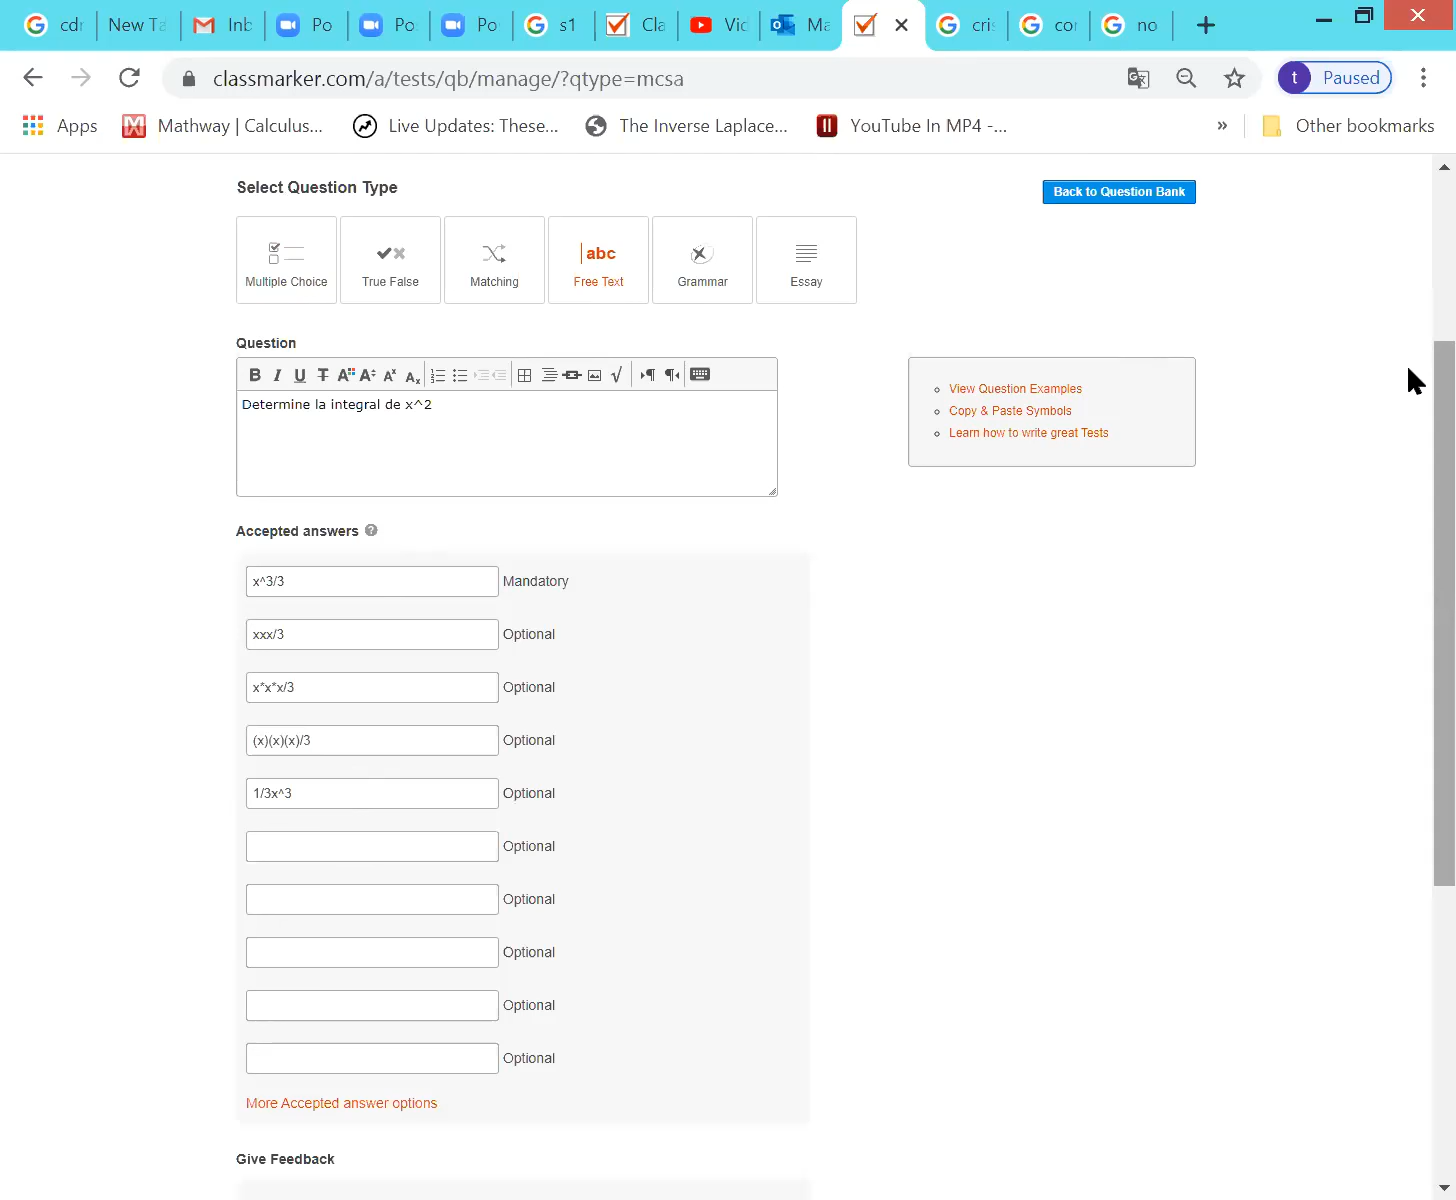 cdr
New Ta
Inb
Po
Po
Po
s1
Cla
Vid
Ma
cris
cor
no
classmarker.com/a/tests/qb/manage/?qtype=mcsa
t Paused
Apps
Mathway | Calculus...
Live Updates: These...
The Inverse Laplace...
YouTube In MP4 -...
»
Other bookmarks
Select Question Type
Back to Question Bank
Multiple Choice
True False
Matching
abc
Free Text
Grammar
Essay
Question
Determine la integral de x^2
View Question Examples
Copy & Paste Symbols
Learn how to write great Tests
Accepted answers
x^3/3 Mandatory
xxx/3 Optional
x*x*x/3 Optional
(x)(x)(x)/3 Optional
1/3x^3 Optional
Optional
Optional
Optional
Optional
Optional
More Accepted answer options
Give Feedback